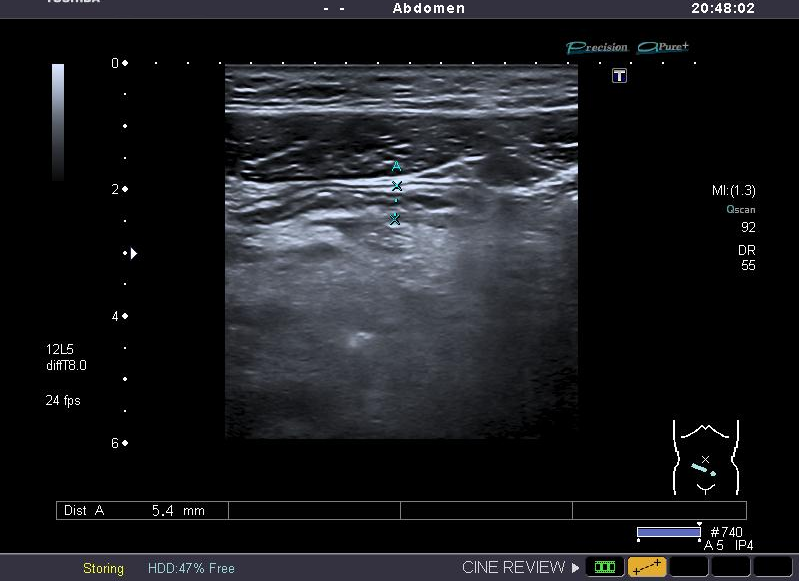 - - Abdomen 20:48:02
Precision APure+
T
0
A
2
MI:(1.3)
Qscan
92
DR
55
4
12L5
diffT8.0
24 fps
6
Dist A 5.4 mm
#740
A 5 IP4
Storing HDD:47% Free CINE REVIEW